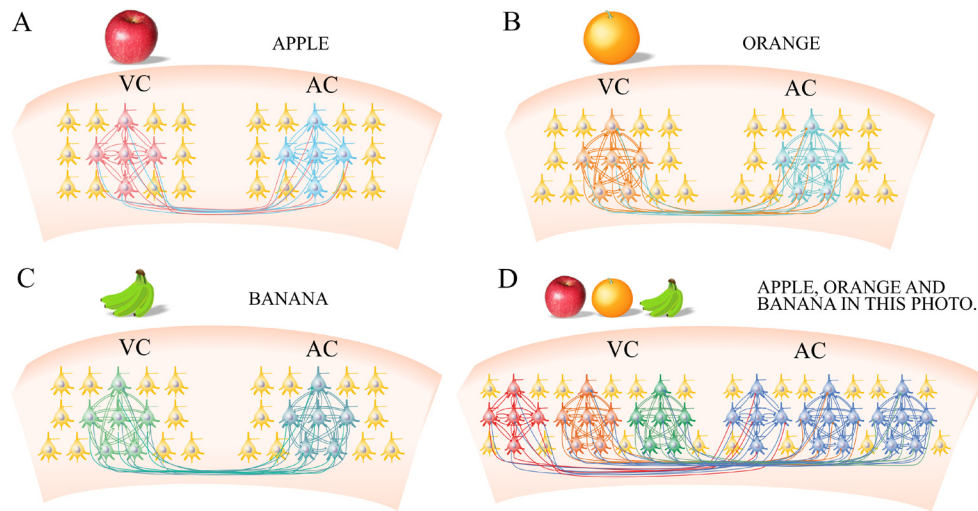 A
APPLE
VC
AC
B
ORANGE
VC
AC
C
BANANA
VC
AC
D
APPLE, ORANGE AND
BANANA IN THIS PHOTO.
VC
AC